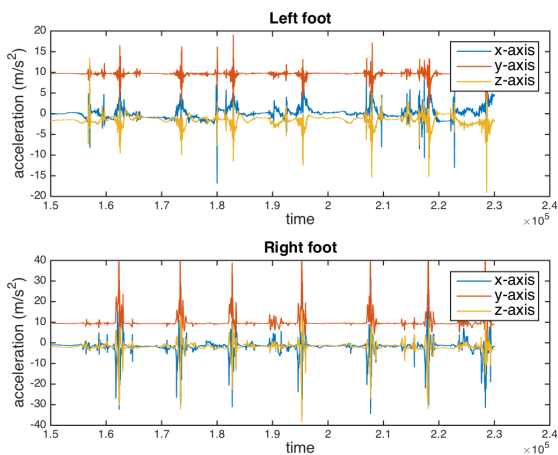 Left foot
20
15
10
5
0
-5
-10
-15
-20
acceleration (m/s²)
x-axis
y-axis
z-axis
1.5 1.6 1.7 1.8 1.9 2 2.1 2.2 2.3 2.4
time
×10⁵
Right foot
40
30
20
10
0
-10
-20
-30
-40
acceleration (m/s²)
x-axis
y-axis
z-axis
1.5 1.6 1.7 1.8 1.9 2 2.1 2.2 2.3 2.4
time
×10⁵